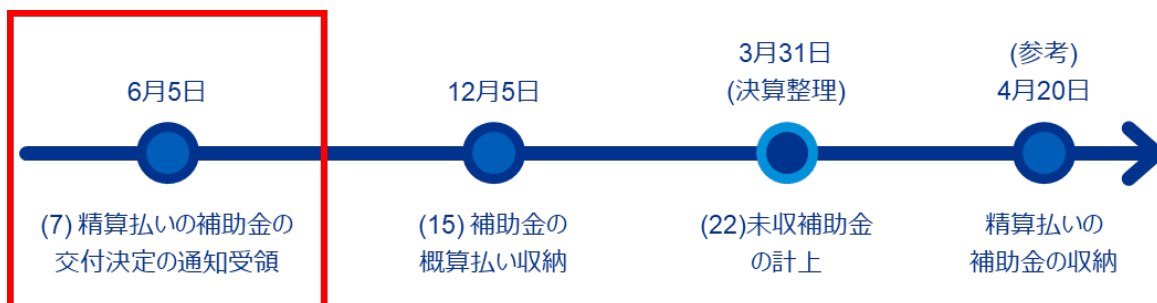 6月5日
(7) 精算払いの補助金の
交付決定の通知受領
12月5日
(15) 補助金の
概算払い収納
3月31日
(決算整理)
(22)未収補助金
の計上
(参考)
4月20日
精算払いの
補助金の収納